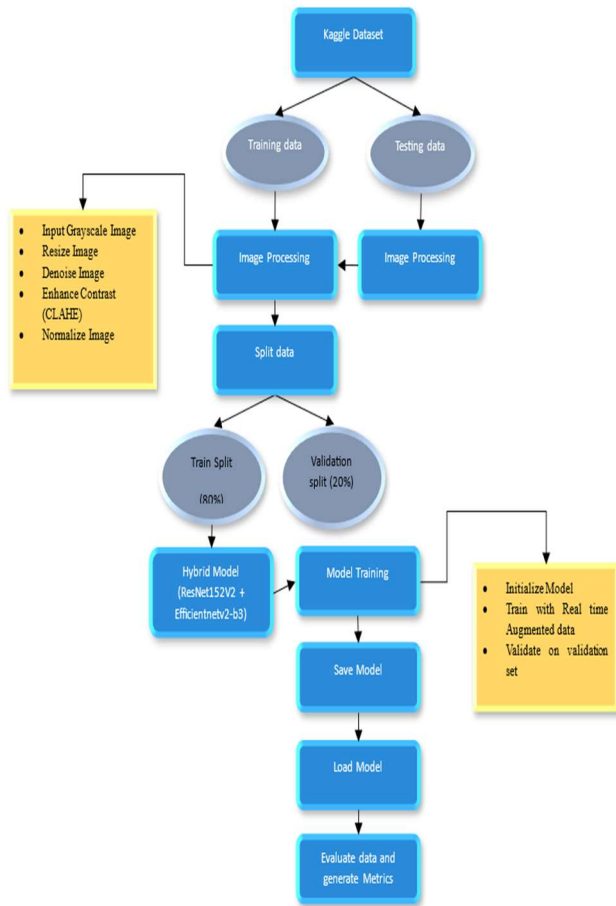 Kaggle Dataset
Training data
Testing data
Image Processing
Image Processing
• Input Grayscale Image
• Resize Image
• Denoise Image
• Enhance Contrast
(CLAHE)
• Normalize Image
Split data
Train Split
(80%)
Validation
split (20%)
Hybrid Model
(ResNet152V2 +
Efficientnetv2-b3)
Model Training
• Initialize Model
• Train with Real time
Augmented data
• Validate on validation
set
Save Model
Load Model
Evaluate data and
generate Metrics